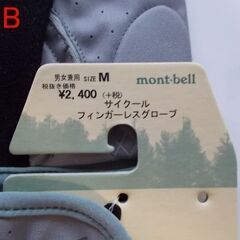 B
男女兼用 SIZE M
mont-bell
税抜き価格
¥2,400 (+税)
サイクール
フィンガーレスグローブ